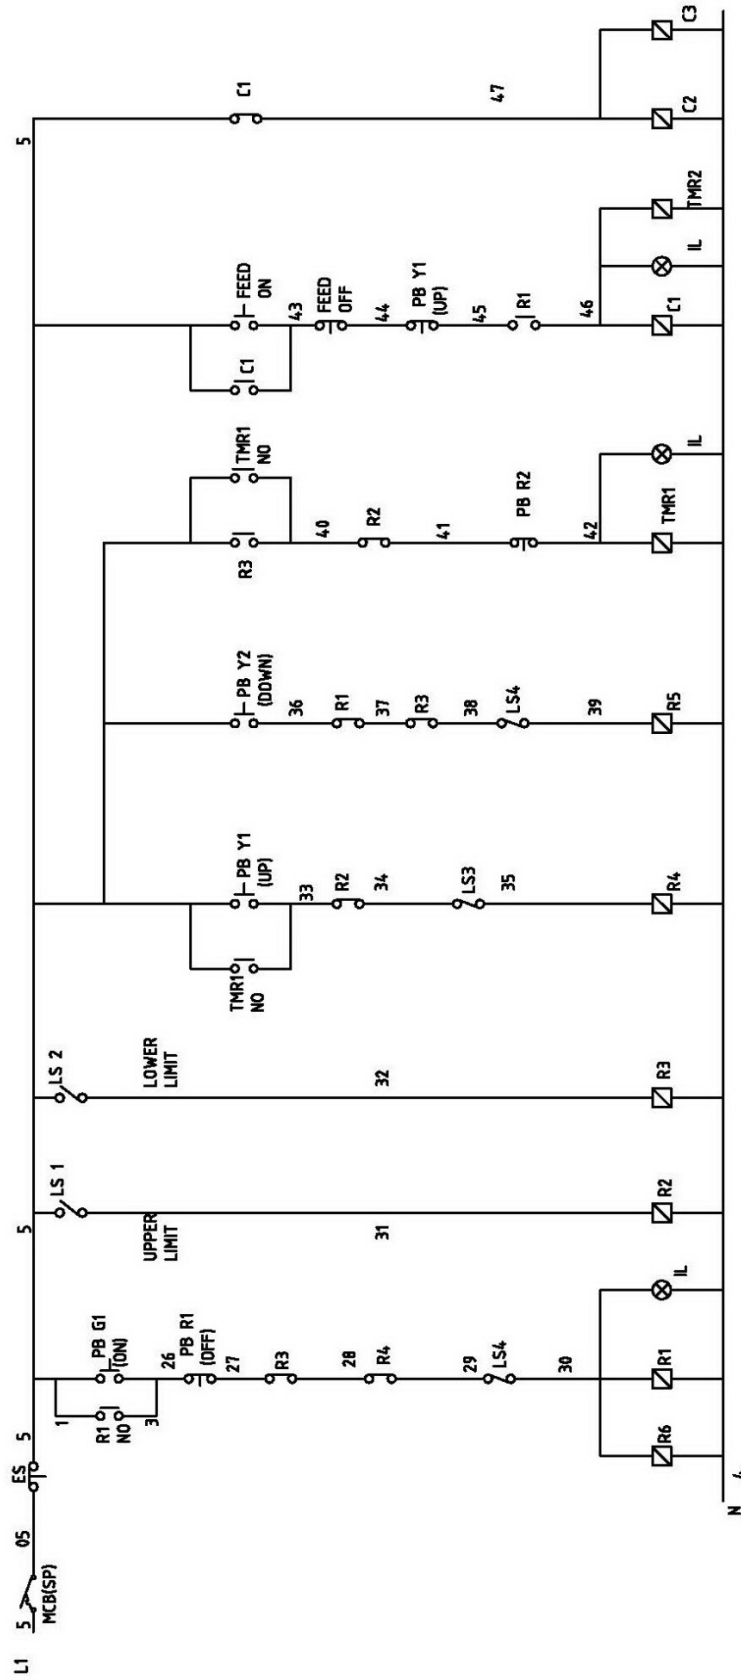 L1
5
MCB(SP)
05
ES
5
5
5
1
R1
NO
3
PB G1
(ON)
26
PB R1
(OFF)
27
R3
28
R4
29
LS4
30
R6
R1
IL
LS 1
UPPER
LIMIT
31
R2
LS 2
LOWER
LIMIT
32
R3
TMR1
NO
PB Y1
(UP)
33
R2
34
LS3
35
R4
PB Y2
(DOWN)
36
R1
37
R3
38
LS4
39
R5
R3
TMR1
NO
40
R2
41
PB R2
42
TMR1
IL
C1
FEED
ON
43
FEED
OFF
44
PB Y1
(UP)
45
R1
46
C1
IL
TMR2
C1
47
C2
C3
N